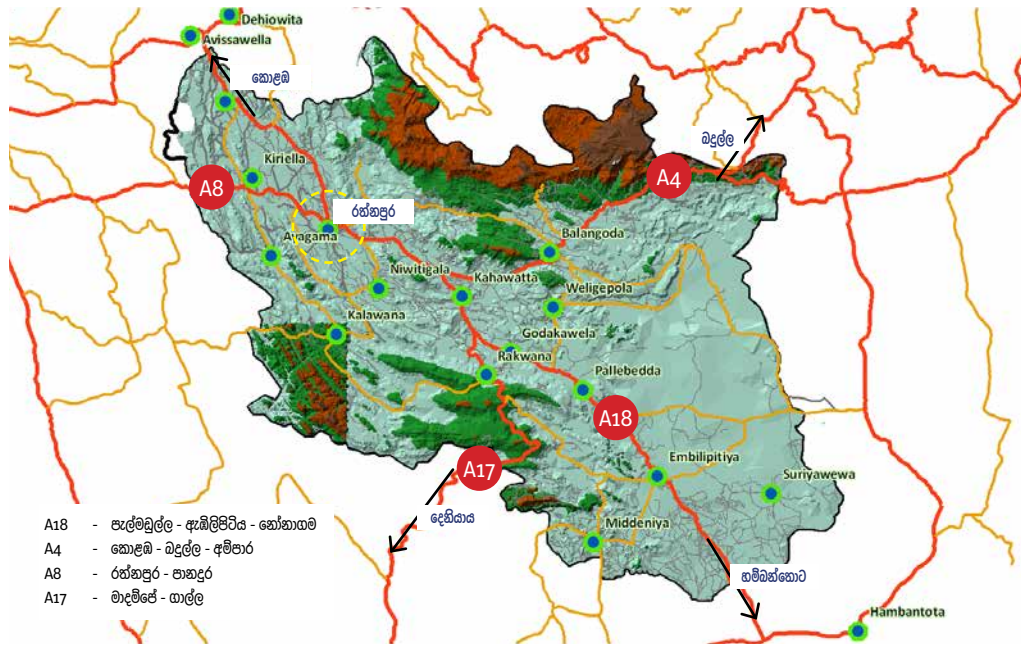 Dehiowita
Avissawella
කොළඹ
බදුල්ල
Kiriella
A8
A4
රත්නපුර
Ayagama
Balangoda
Niwitigala
Kahawatta
Weligepola
Kalawana
Godakawela
Rakwana
Pallebedda
A18
A17
Embilipitiya
Suriyawewa
දෙනියාය
Middeniya
හම්බන්තොට
Hambantota
A18 - පැල්මඩුල්ල - ඇඹිලිපිටිය - නෝනාගම
A4 - කොළඹ - බදුල්ල - අම්පාර
A8 - රත්නපුර - පානදුර
A17 - මාදම්පේ - ගාල්ල